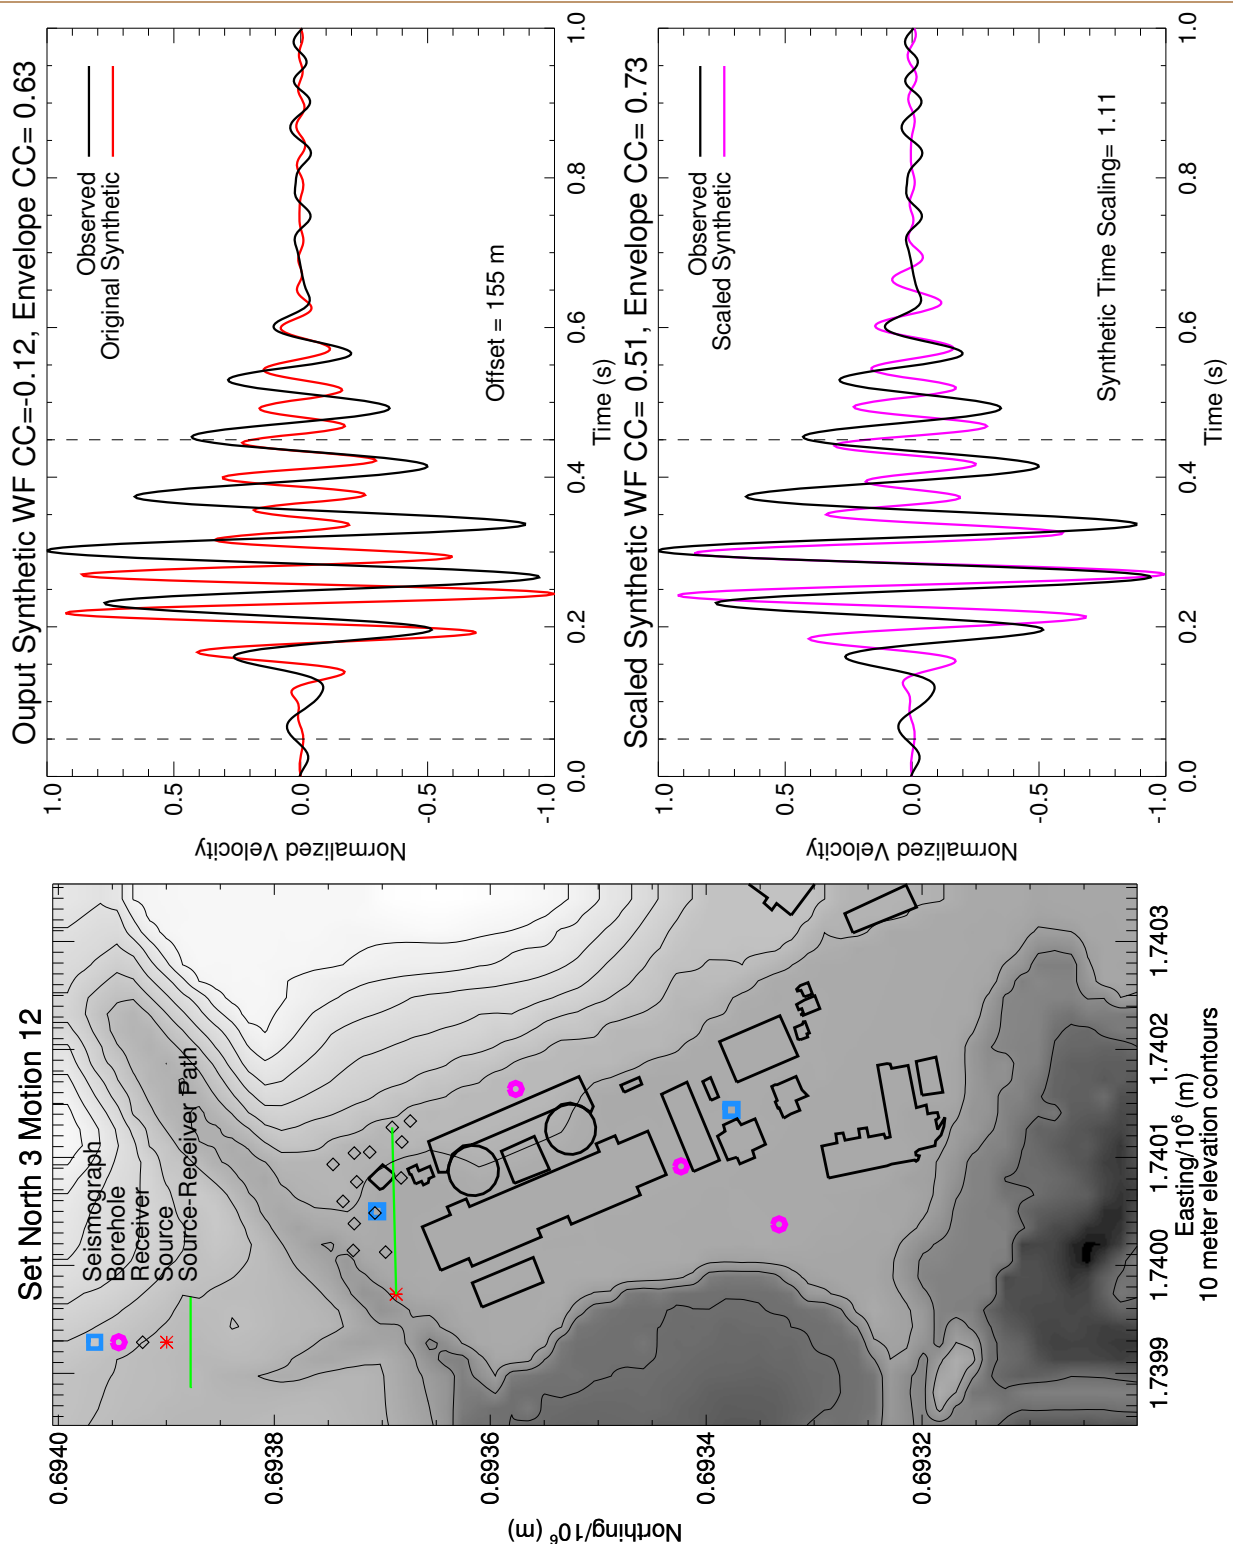 Set North 3 Motion 12
Seismograph
Borehole
Receiver
Source
Source-Receiver Path
0.6940
0.6938
0.6936
0.6934
0.6932
Northing/10⁶ (m)
1.7399
1.7400
1.7401
1.7402
1.7403
Easting/10⁶ (m)
10 meter elevation contours
Ouput Synthetic WF CC=-0.12, Envelope CC= 0.63
Observed
Original Synthetic
Offset = 155 m
1.0
0.5
0.0
-0.5
-1.0
Normalized Velocity
0.0
0.2
0.4
0.6
0.8
1.0
Time (s)
Scaled Synthetic WF CC= 0.51, Envelope CC= 0.73
Observed
Scaled Synthetic
Synthetic Time Scaling= 1.11
1.0
0.5
0.0
-0.5
-1.0
Normalized Velocity
0.0
0.2
0.4
0.6
0.8
1.0
Time (s)